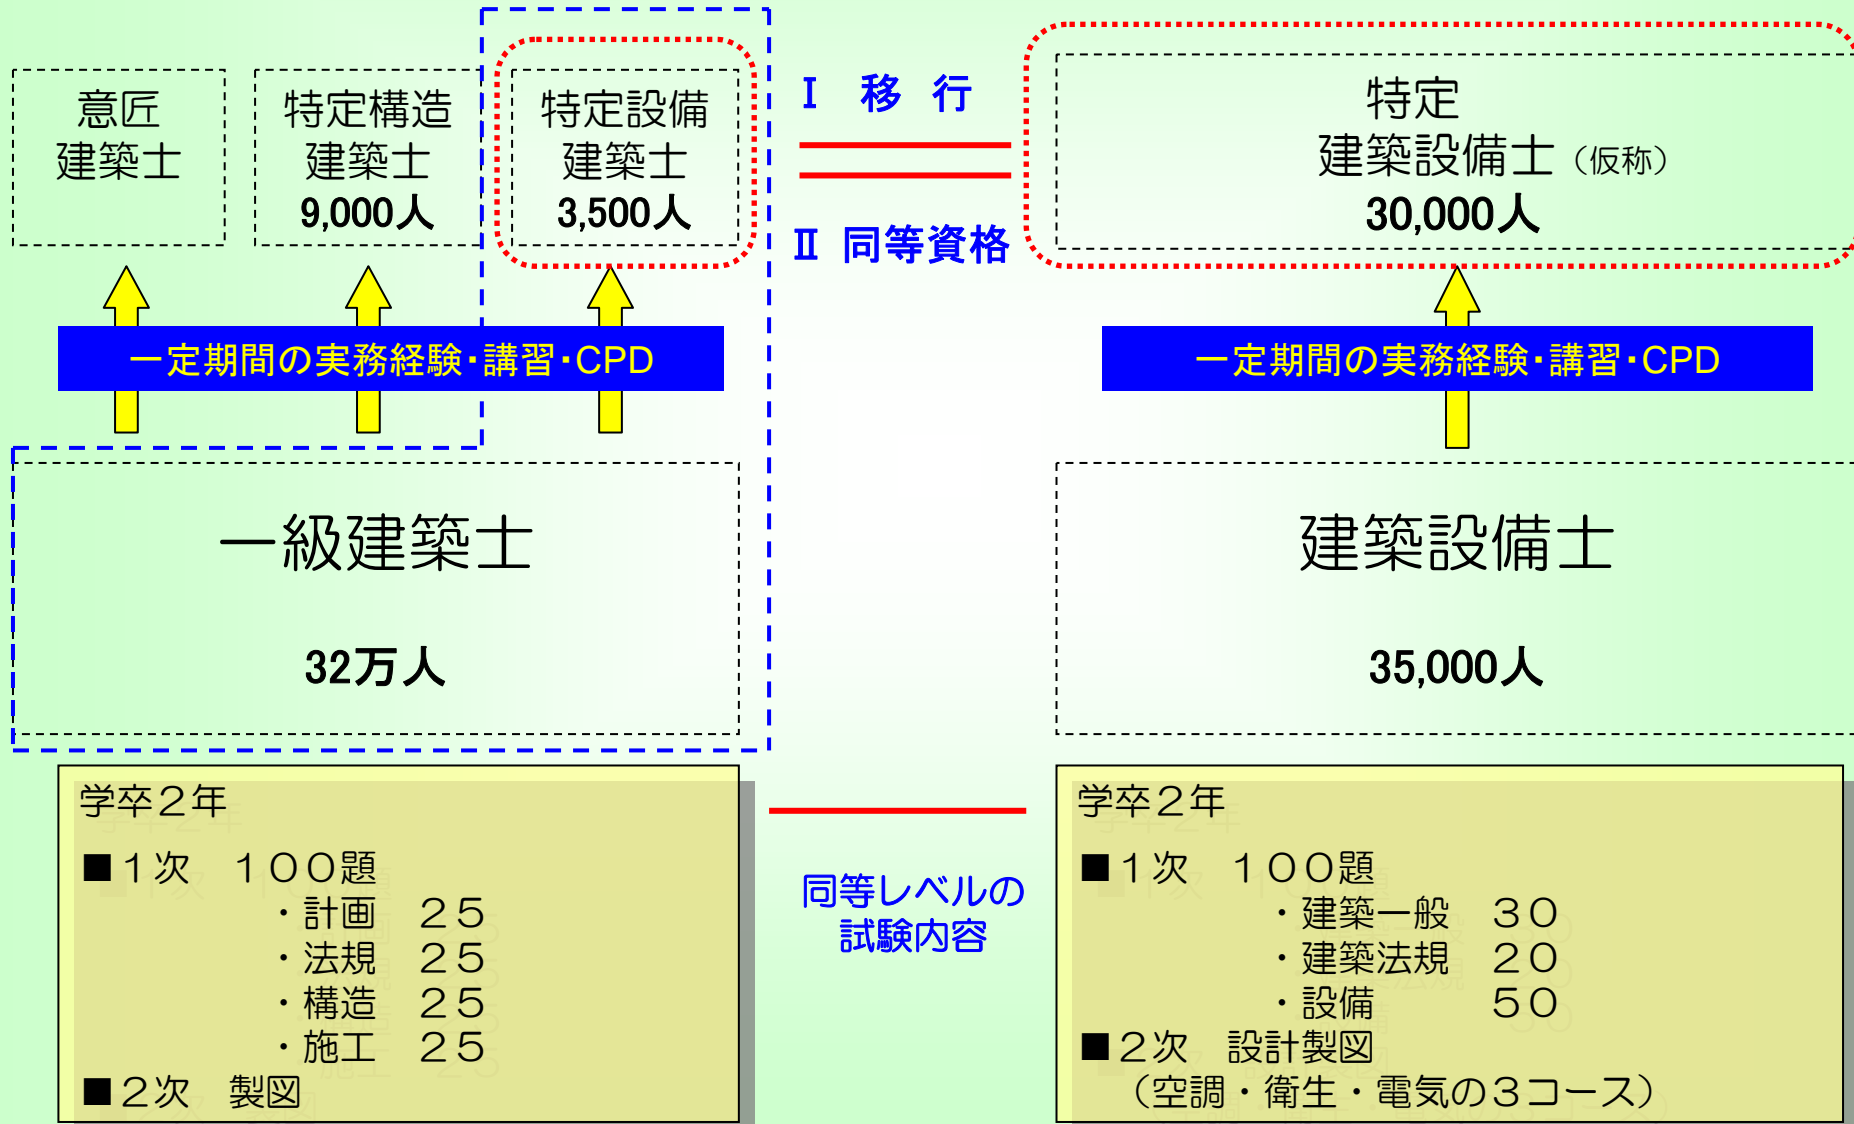 意匠
建築士
特定構造
建築士
9,000人
特定設備
建築士
3,500人
Ⅰ 移 行
Ⅱ 同等資格
特定
建築設備士（仮称）
30,000人
一定期間の実務経験・講習・CPD
一定期間の実務経験・講習・CPD
一級建築士
32万人
建築設備士
35,000人
学卒２年
■１次　１００題
・計画　２５
・法規　２５
・構造　２５
・施工　２５
■２次　製図
同等レベルの
試験内容
学卒２年
■１次　１００題
・建築一般　３０
・建築法規　２０
・設備　５０
■２次　設計製図
（空調・衛生・電気の３コース）